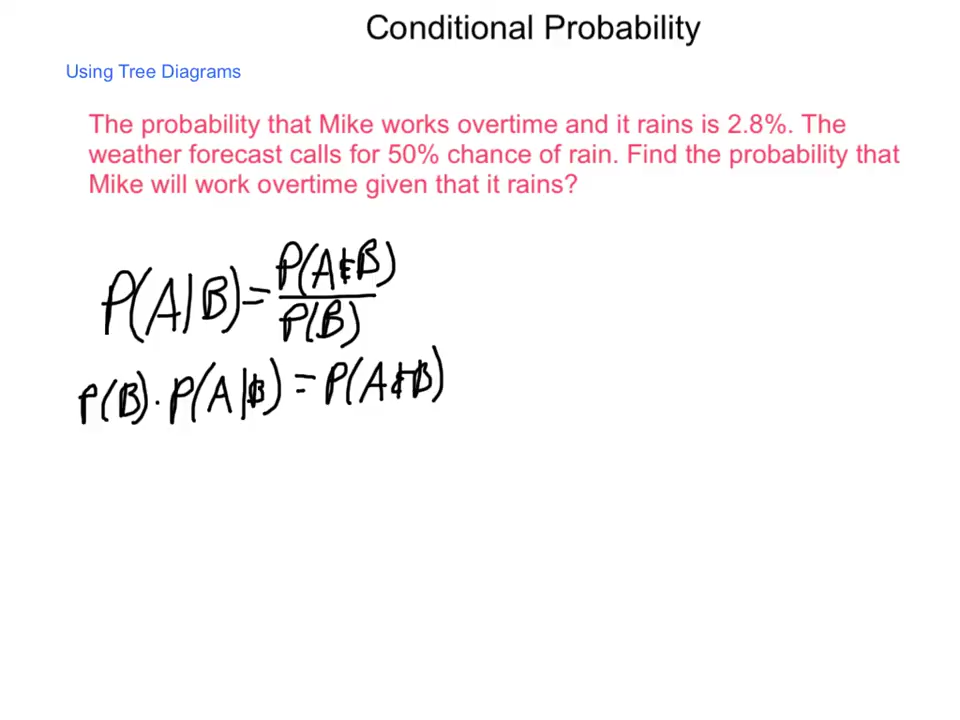 Conditional Probability
Using Tree Diagrams
The probability that Mike works overtime and it rains is 2.8%. The
weather forecast calls for 50% chance of rain. Find the probability that
Mike will work overtime given that it rains?
P(A|B) = P(A&B) / P(B)
P(B) · P(A|B) = P(A&B)